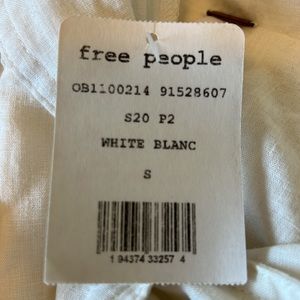 free people
OB1100214 91528607
S20 P2
WHITE BLANC
S
1 94374 33257 4